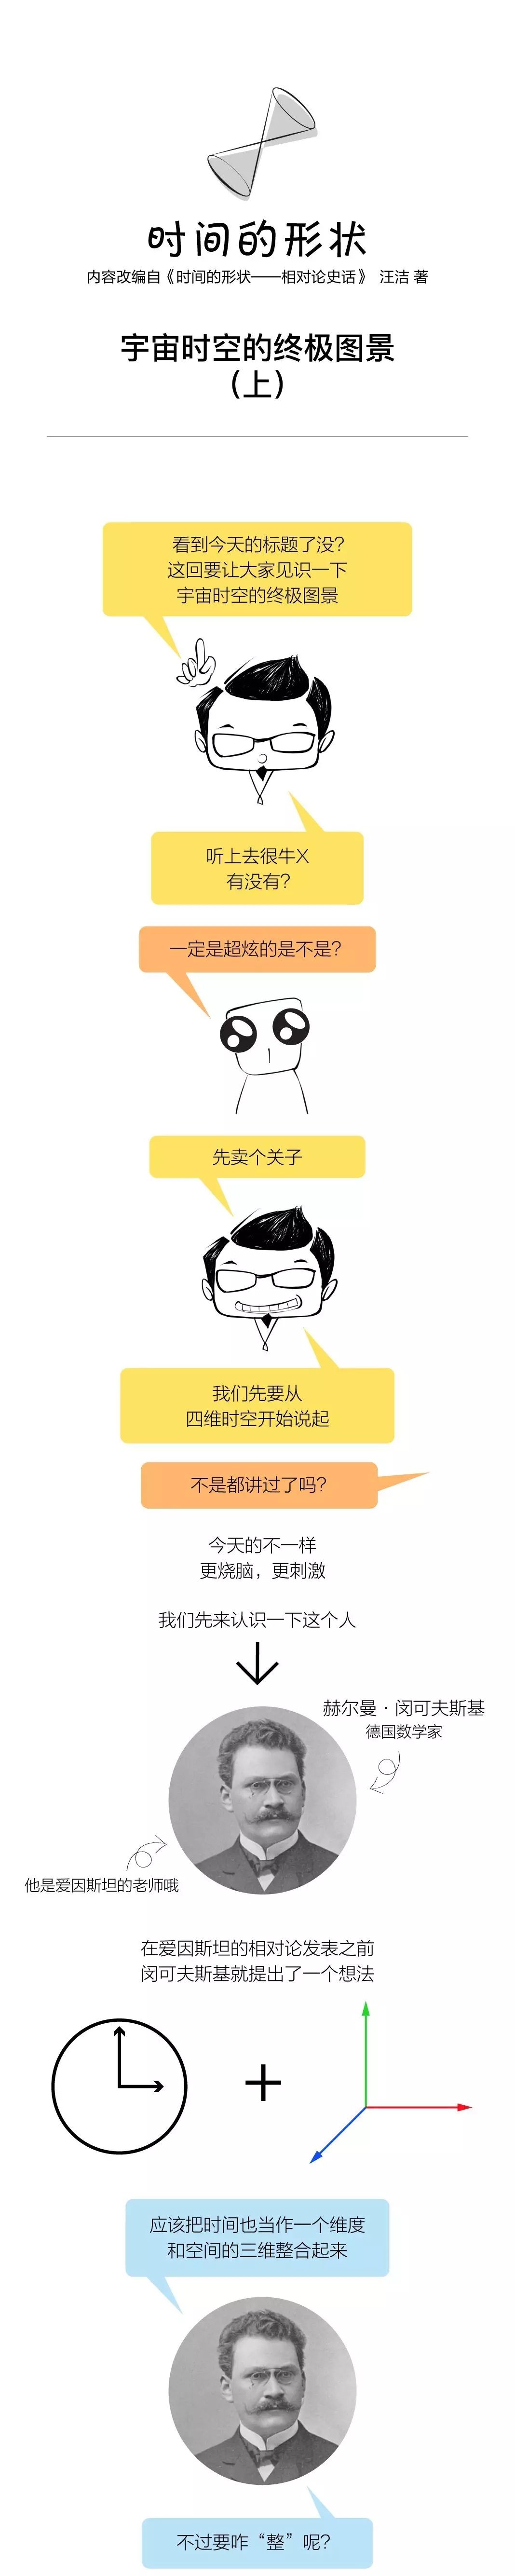 时间的形状
内容改编自《时间的形状——相对论史话》 汪洁 著
宇宙时空的终极图景
（上）
看到今天的标题了没？
这回要让大家见识一下
宇宙时空的终极图景
听上去很牛X
有没有？
一定是超炫的是不是？
先卖个关子
我们先要从
四维时空开始说起
不是都讲过了吗？
今天的不一样
更烧脑，更刺激
我们先来认识一下这个人
赫尔曼·闵可夫斯基
德国数学家
他是爱因斯坦的老师哦
在爱因斯坦的相对论发表之前
闵可夫斯基就提出了一个想法
应该把时间也当作一个维度
和空间的三维整合起来
不过要咋“整”呢？